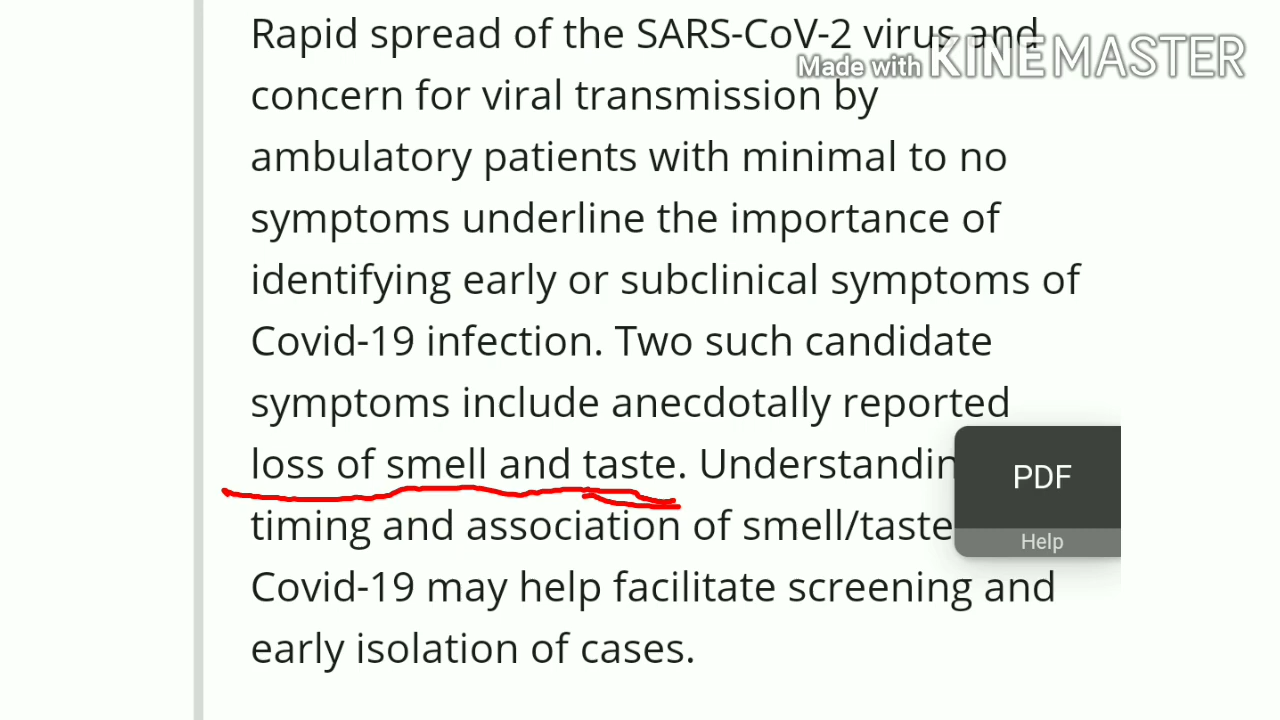 Rapid spread of the SARS-CoV-2 virus and
Made with KINEMASTER
concern for viral transmission by
ambulatory patients with minimal to no
symptoms underline the importance of
identifying early or subclinical symptoms of
Covid-19 infection. Two such candidate
symptoms include anecdotally reported
loss of smell and taste.
PDF
timing and association of smell/taste
Help
Covid-19 may help facilitate screening and
early isolation of cases.